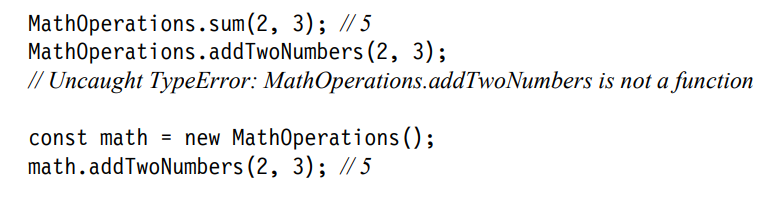 MathOperations.sum(2, 3); // 5
MathOperations.addTwoNumbers(2, 3);
// Uncaught TypeError: MathOperations.addTwoNumbers is not a function
const math = new MathOperations();
math.addTwoNumbers(2, 3); // 5